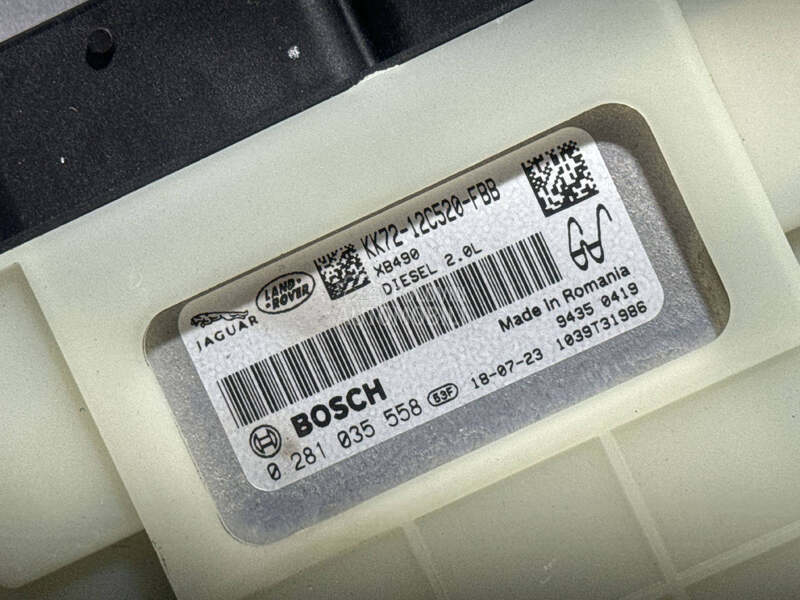 JAGUAR
LAND ROVER
KK72-12C520-FBB
XB490
DIESEL 2.0L
Made in Romania
9435 0419
BOSCH
0 281 035 558 53F 18-07-23 1039T31986